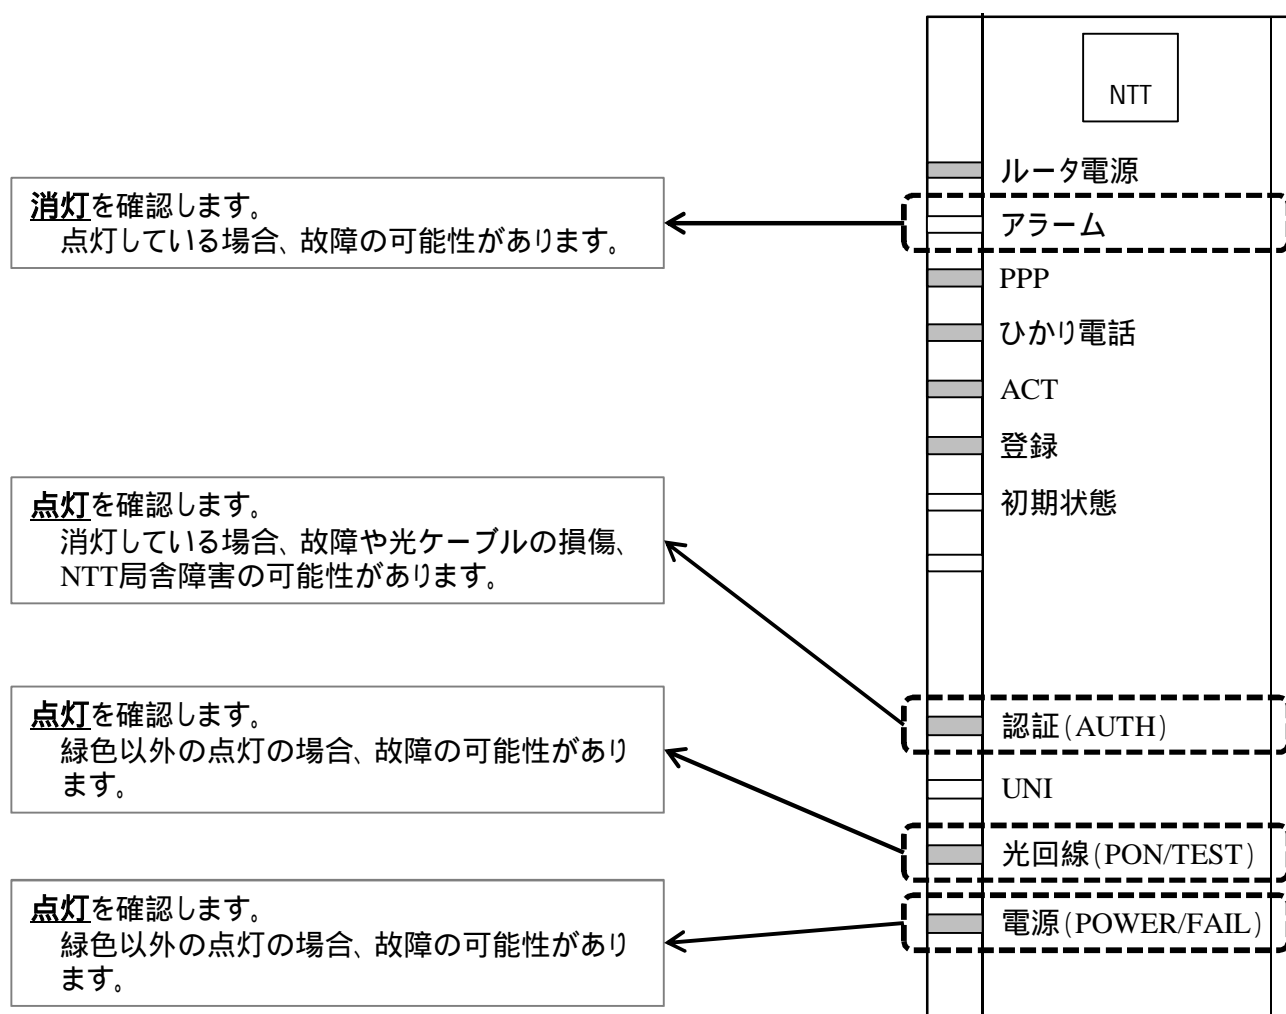 NTT
ルータ電源
消灯を確認します。
点灯している場合、故障の可能性があります。
アラーム
PPP
ひかり電話
ACT
登録
初期状態
点灯を確認します。
消灯している場合、故障や光ケーブルの損傷、
NTT局舎障害の可能性があります。
認証(AUTH)
点灯を確認します。
緑色以外の点灯の場合、故障の可能性があり
ます。
UNI
光回線(PON/TEST)
点灯を確認します。
緑色以外の点灯の場合、故障の可能性があり
ます。
電源(POWER/FAIL)